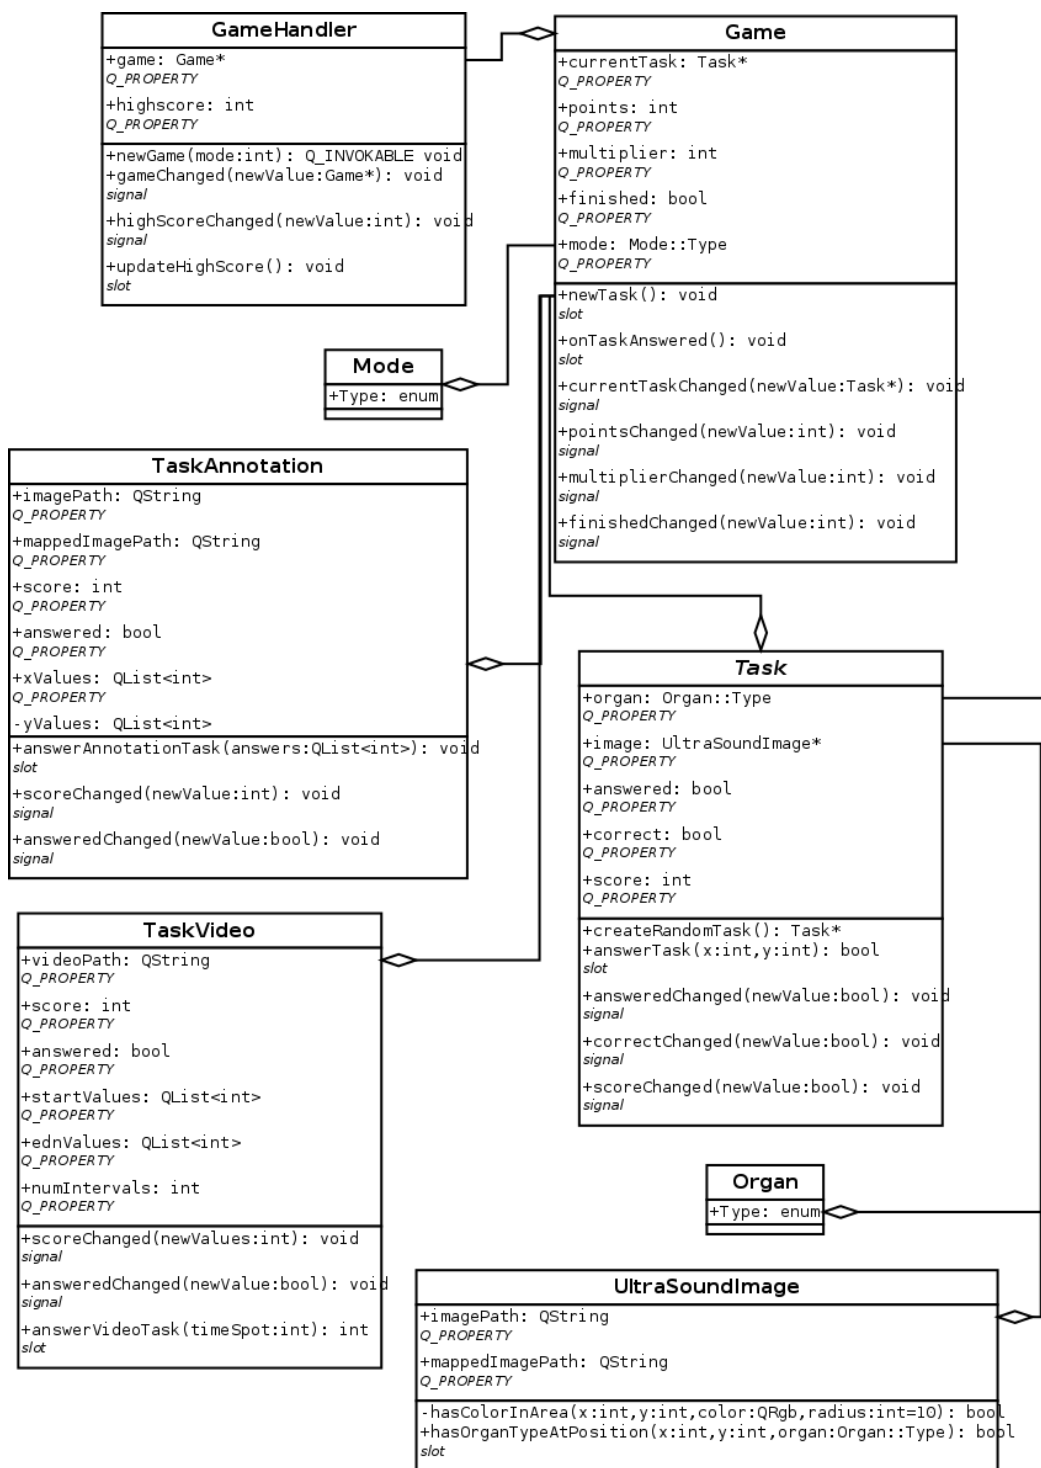 GameHandler
+game: Game*
Q_PROPERTY
+highscore: int
Q_PROPERTY
+newGame(mode:int): Q_INVOKABLE void
+gameChanged(newValue:Game*): void
signal
+highScoreChanged(newValue:int): void
signal
+updateHighScore(): void
slot
Game
+currentTask: Task*
Q_PROPERTY
+points: int
Q_PROPERTY
+multiplier: int
Q_PROPERTY
+finished: bool
Q_PROPERTY
+mode: Mode::Type
Q_PROPERTY
+newTask(): void
slot
+onTaskAnswered(): void
slot
+currentTaskChanged(newValue:Task*): void
signal
+pointsChanged(newValue:int): void
signal
+multiplierChanged(newValue:int): void
signal
+finishedChanged(newValue:int): void
signal
Mode
+Type: enum
TaskAnnotation
+imagePath: QString
Q_PROPERTY
+mappedImagePath: QString
Q_PROPERTY
+score: int
Q_PROPERTY
+answered: bool
Q_PROPERTY
+xValues: QList<int>
Q_PROPERTY
-yValues: QList<int>
+answerAnnotationTask(answers:QList<int>): void
slot
+scoreChanged(newValue:int): void
signal
+answeredChanged(newValue:bool): void
signal
Task
+organ: Organ::Type
Q_PROPERTY
+image: UltraSoundImage*
Q_PROPERTY
+answered: bool
Q_PROPERTY
+correct: bool
Q_PROPERTY
+score: int
Q_PROPERTY
+createRandomTask(): Task*
+answerTask(x:int,y:int): bool
slot
+answeredChanged(newValue:bool): void
signal
+correctChanged(newValue:bool): void
signal
+scoreChanged(newValue:bool): void
signal
TaskVideo
+videoPath: QString
Q_PROPERTY
+score: int
Q_PROPERTY
+answered: bool
Q_PROPERTY
+startValues: QList<int>
Q_PROPERTY
+ednValues: QList<int>
Q_PROPERTY
+numIntervals: int
Q_PROPERTY
+scoreChanged(newValues:int): void
signal
+answeredChanged(newValue:bool): void
signal
+answerVideoTask(timeSpot:int): int
slot
Organ
+Type: enum
UltraSoundImage
+imagePath: QString
Q_PROPERTY
+mappedImagePath: QString
Q_PROPERTY
-hasColorInArea(x:int,y:int,color:QRgb,radius:int=10): bool
+hasOrganTypeAtPosition(x:int,y:int,organ:Organ::Type): bool
slot